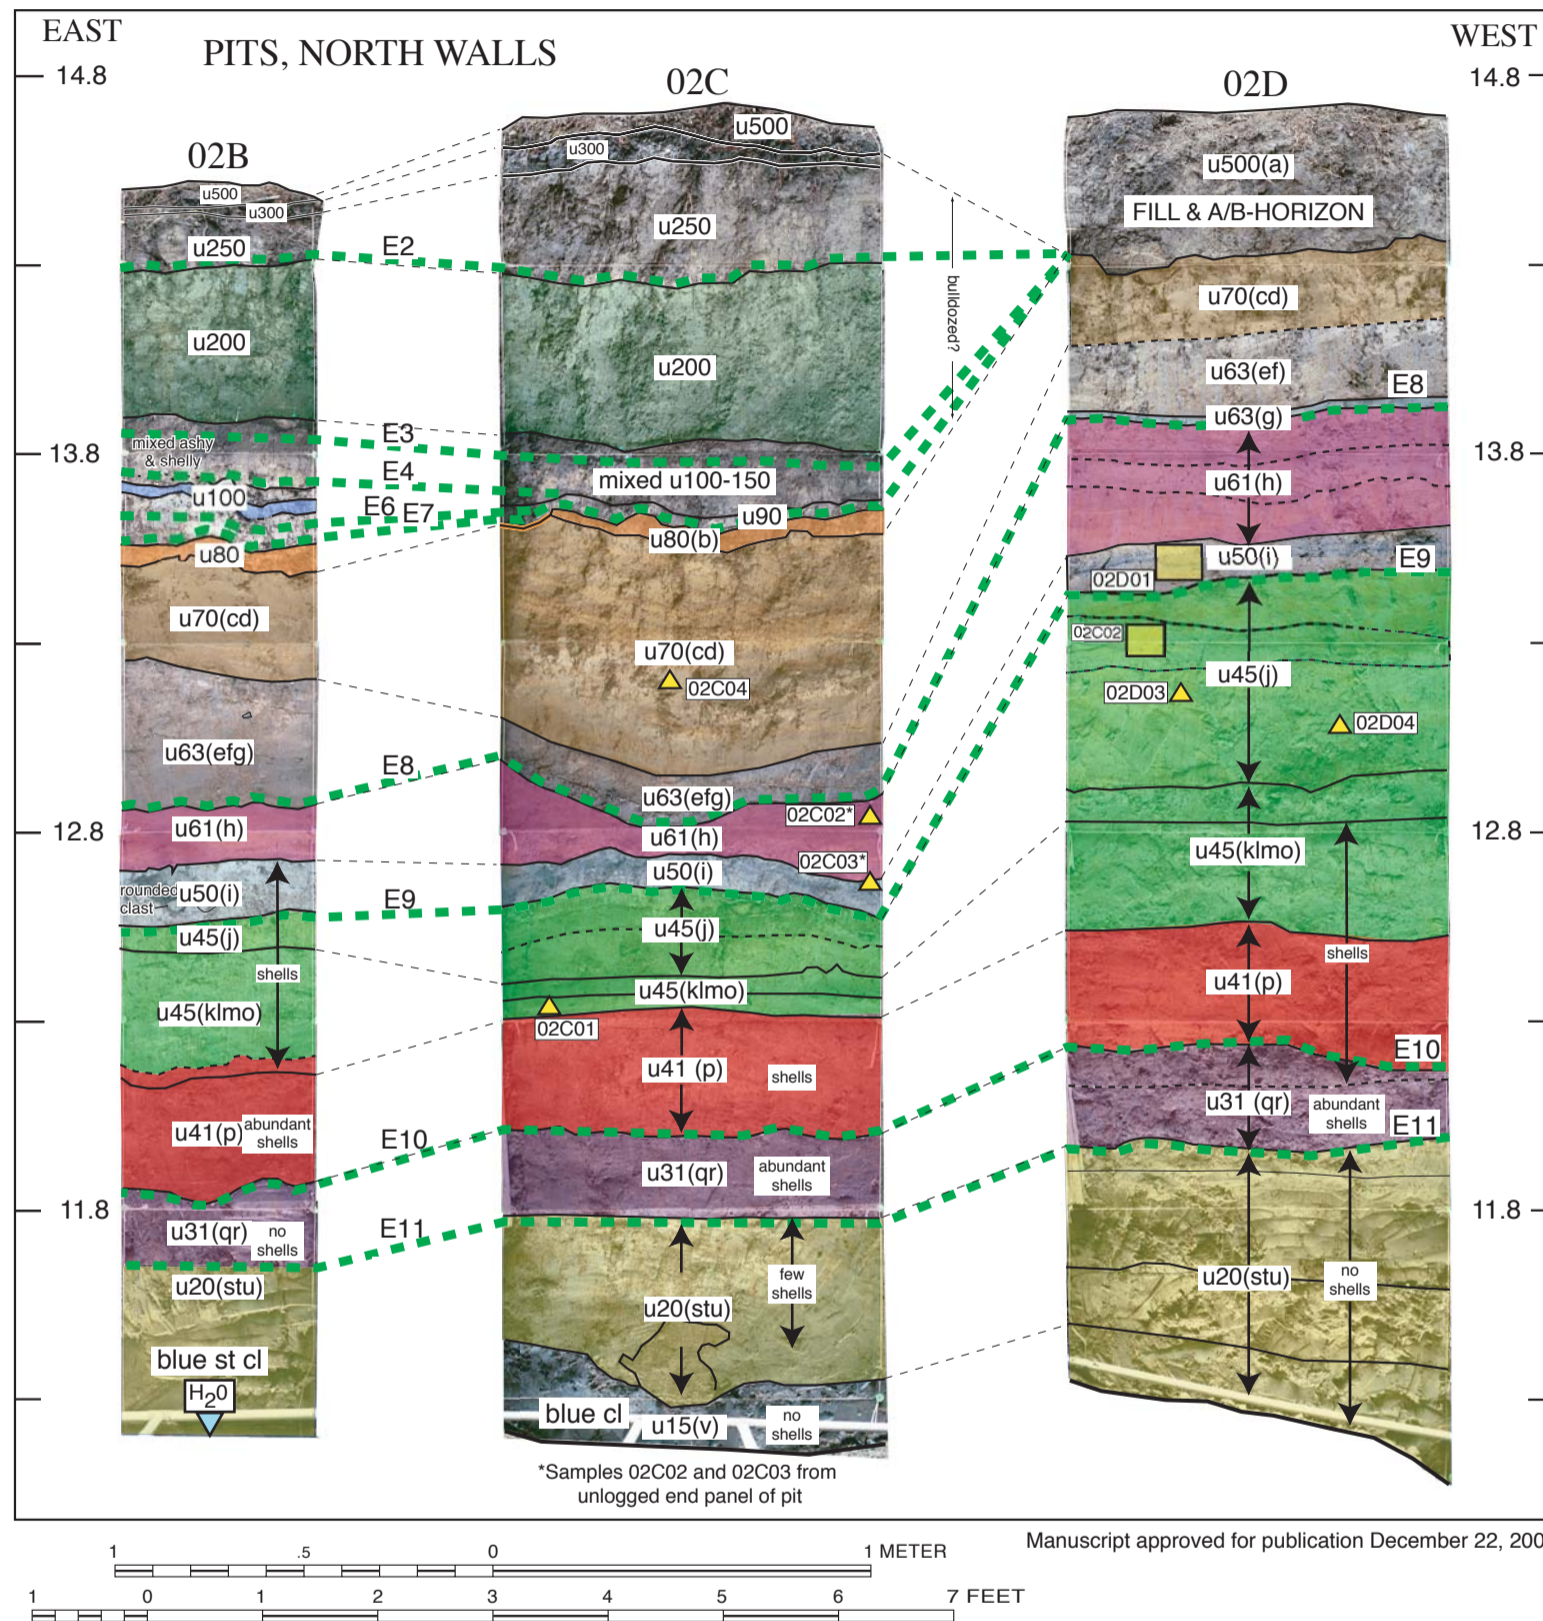 EAST
WEST
PITS, NORTH WALLS
14.8
14.8
13.8
12.8
12.8
11.8
11.8
02B
u500
u300
u250
u200
mixed ashy
& shelly
u100
u80
u70(cd)
u63(efg)
u61(h)
rounded
clast
u50(i)
u45(j)
shells
u45(klmo)
u41(p)
abundant
shells
u31(qr)
no
shells
u20(stu)
blue st cl
H20
E2
E3
E4
E6
E7
E8
E9
E10
E11
02C
u500
u300
u250
u200
mixed u100-150
u90
u80(b)
u70(cd)
02C04
u63(efg)
02C02*
u61(h)
02C03*
u50(i)
u45(j)
u45(klmo)
02C01
u41 (p)
shells
u31(qr)
abundant
shells
few
shells
u20(stu)
blue cl
u15(v)
no
shells
*Samples 02C02 and 02C03 from
unlogged end panel of pit
bulldozed?
02D
u500(a)
FILL & A/B-HORIZON
u70(cd)
u63(ef)
E8
u63(g)
13.8
u61(h)
u50(i)
E9
02D01
02C02
u45(j)
02D03
02D04
u45(klmo)
shells
u41(p)
E10
u31 (qr)
abundant
shells
E11
u20(stu)
no
shells
Manuscript approved for publication December 22, 200
1 .5 0 1 METER
1 0 1 2 3 4 5 6 7 FEET